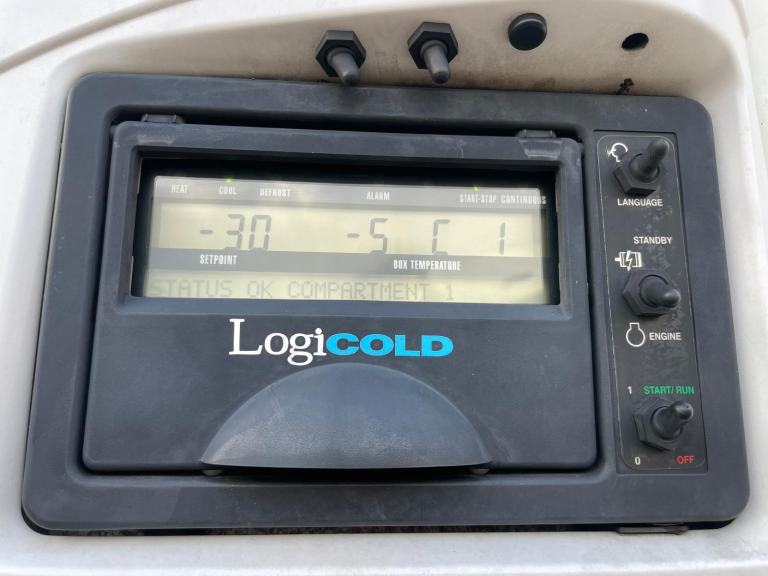 HEAT COOL DEFROST ALARM START-STOP CONTINUOUS
-30 -5 C 1
SETPOINT BOX TEMPERATURE
STATUS OK COMPARTMENT 1
LogiCOLD
LANGUAGE
STANDBY
ENGINE
1 START/RUN
0 OFF